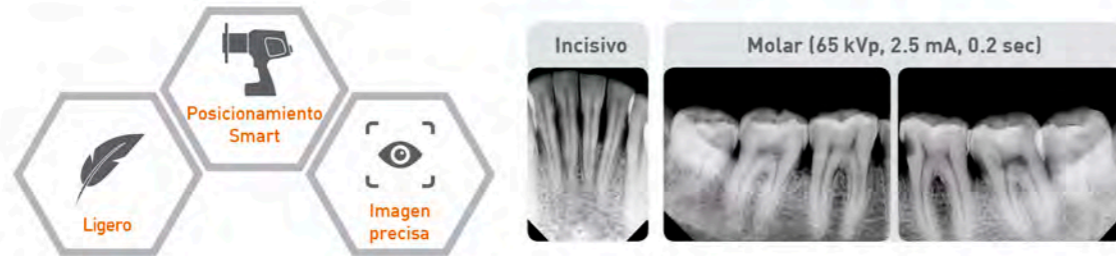 Posicionamiento
Smart
Ligero
Imagen
precisa
Incisivo
Molar (65 kVp, 2.5 mA, 0.2 sec)